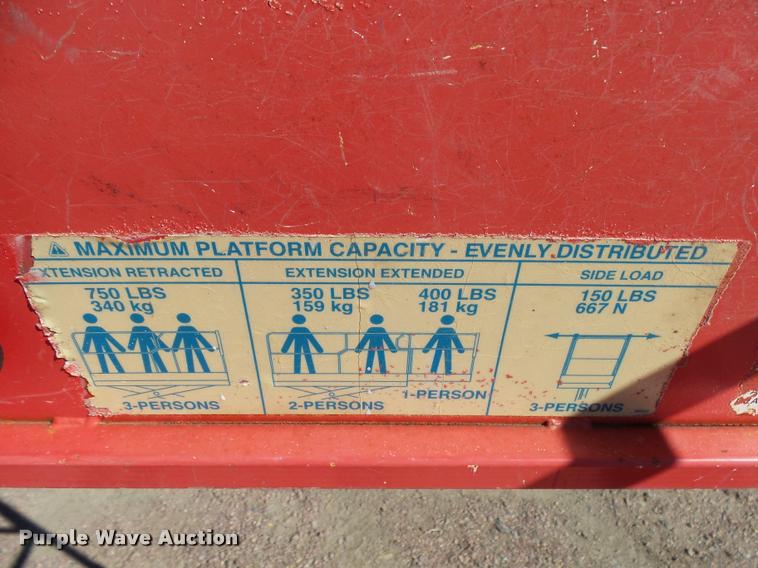 MAXIMUM PLATFORM CAPACITY - EVENLY DISTRIBUTED
XTENSION RETRACTED
750 LBS
340 kg
3-PERSONS
EXTENSION EXTENDED
350 LBS 400 LBS
159 kg 181 kg
2-PERSONS 1-PERSON
SIDE LOAD
150 LBS
667 N
3-PERSONS
Purple Wave Auction